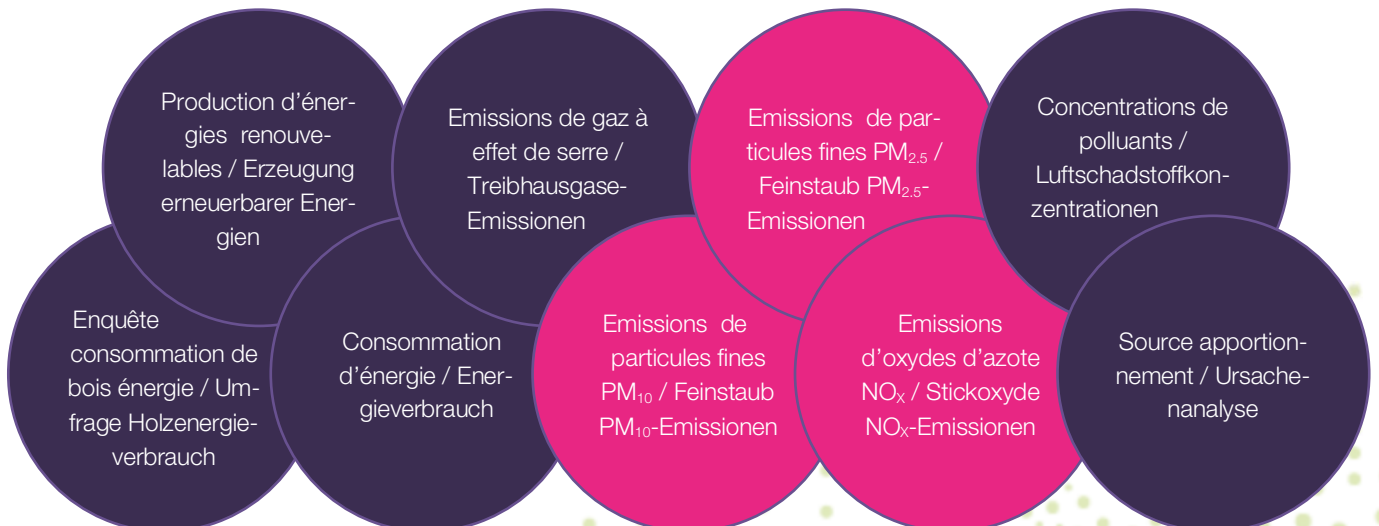 Production d’éner-
gies renouve-
lables / Erzeugung
erneuerbarer Ener-
gien
Emissions de gaz à
effet de serre /
Treibhausgase-
Emissionen
Emissions de par-
ticules fines PM2.5 /
Feinstaub PM2.5-
Emissionen
Concentrations de
polluants /
Luftschadstoffkon-
zentrationen
Enquête
consommation de
bois énergie / Um-
frage Holzenergie-
verbrauch
Consommation
d’énergie / Ener-
gieverbrauch
Emissions de
particules fines
PM10 / Feinstaub
PM10-Emissionen
Emissions
d’oxydes d’azote
NOX / Stickoxyde
NOX-Emissionen
Source apportion-
nement / Ursache-
nanalyse